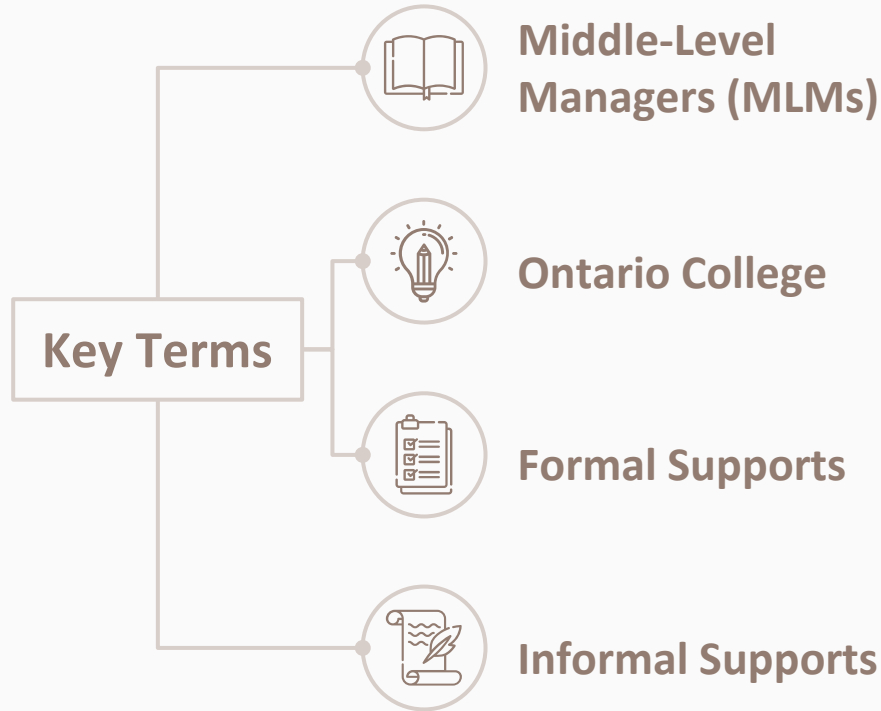 Key Terms
Middle-Level
Managers (MLMs)
Ontario College
Formal Supports
Informal Supports